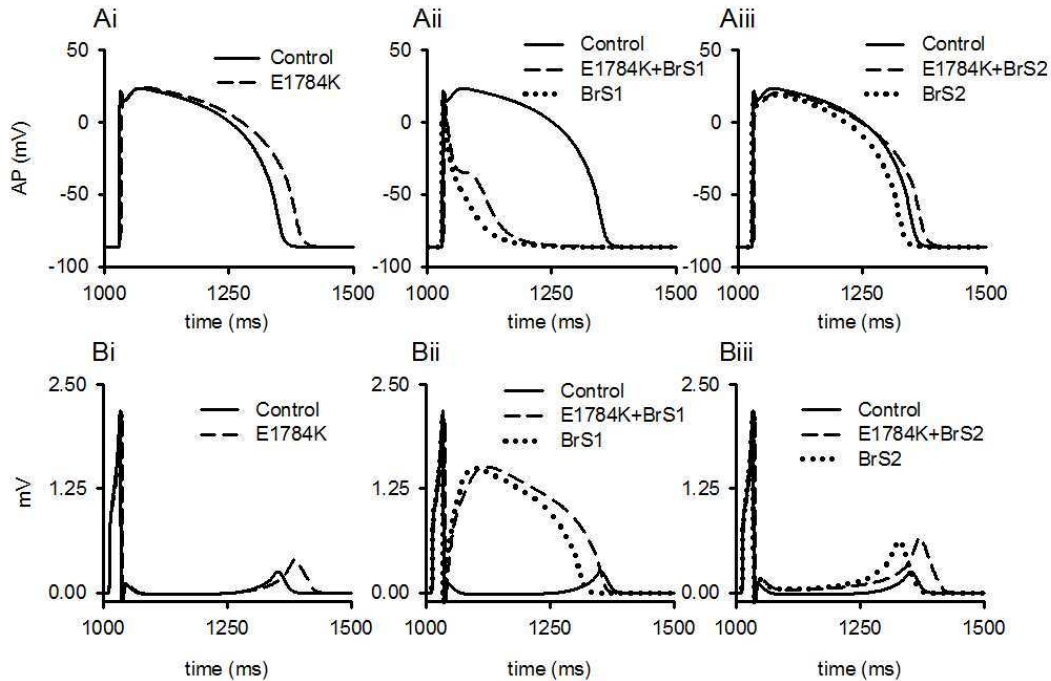 Ai
Aii
Aiii
Control
E1784K
Control
E1784K+BrS1
BrS1
Control
E1784K+BrS2
BrS2
AP (mV)
50
0
-50
-100
50
0
-50
-100
50
0
-50
-100
1000 1250 1500
1000 1250 1500
1000 1250 1500
time (ms)
time (ms)
time (ms)
Bi
Bii
Biii
Control
E1784K
Control
E1784K+BrS1
BrS1
Control
E1784K+BrS2
BrS2
mV
2.50
1.25
0.00
2.50
1.25
0.00
2.50
1.25
0.00
1000 1250 1500
1000 1250 1500
1000 1250 1500
time (ms)
time (ms)
time (ms)